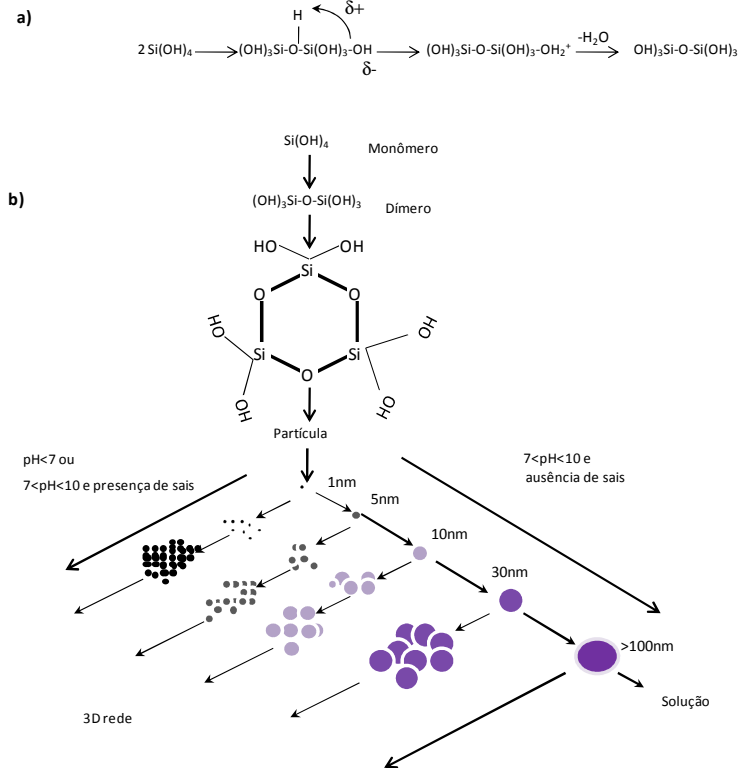 a)
H
δ+
2 Si(OH)₄ (OH)₃Si-O-Si(OH)₃-OH (OH)₃Si-O-Si(OH)₃-OH₂⁺ -H₂O OH)₃Si-O-Si(OH)₃
δ-
Si(OH)₄
Monômero
b)
(OH)₃Si-O-Si(OH)₃
Dímero
HO OH
Si
O O
HO OH
Si Si
O
OH OH
Partícula
pH<7 ou
7<pH<10 e presença de sais
7<pH<10 e
ausência de sais
1nm
5nm
10nm
30nm
>100nm
Solução
3D rede